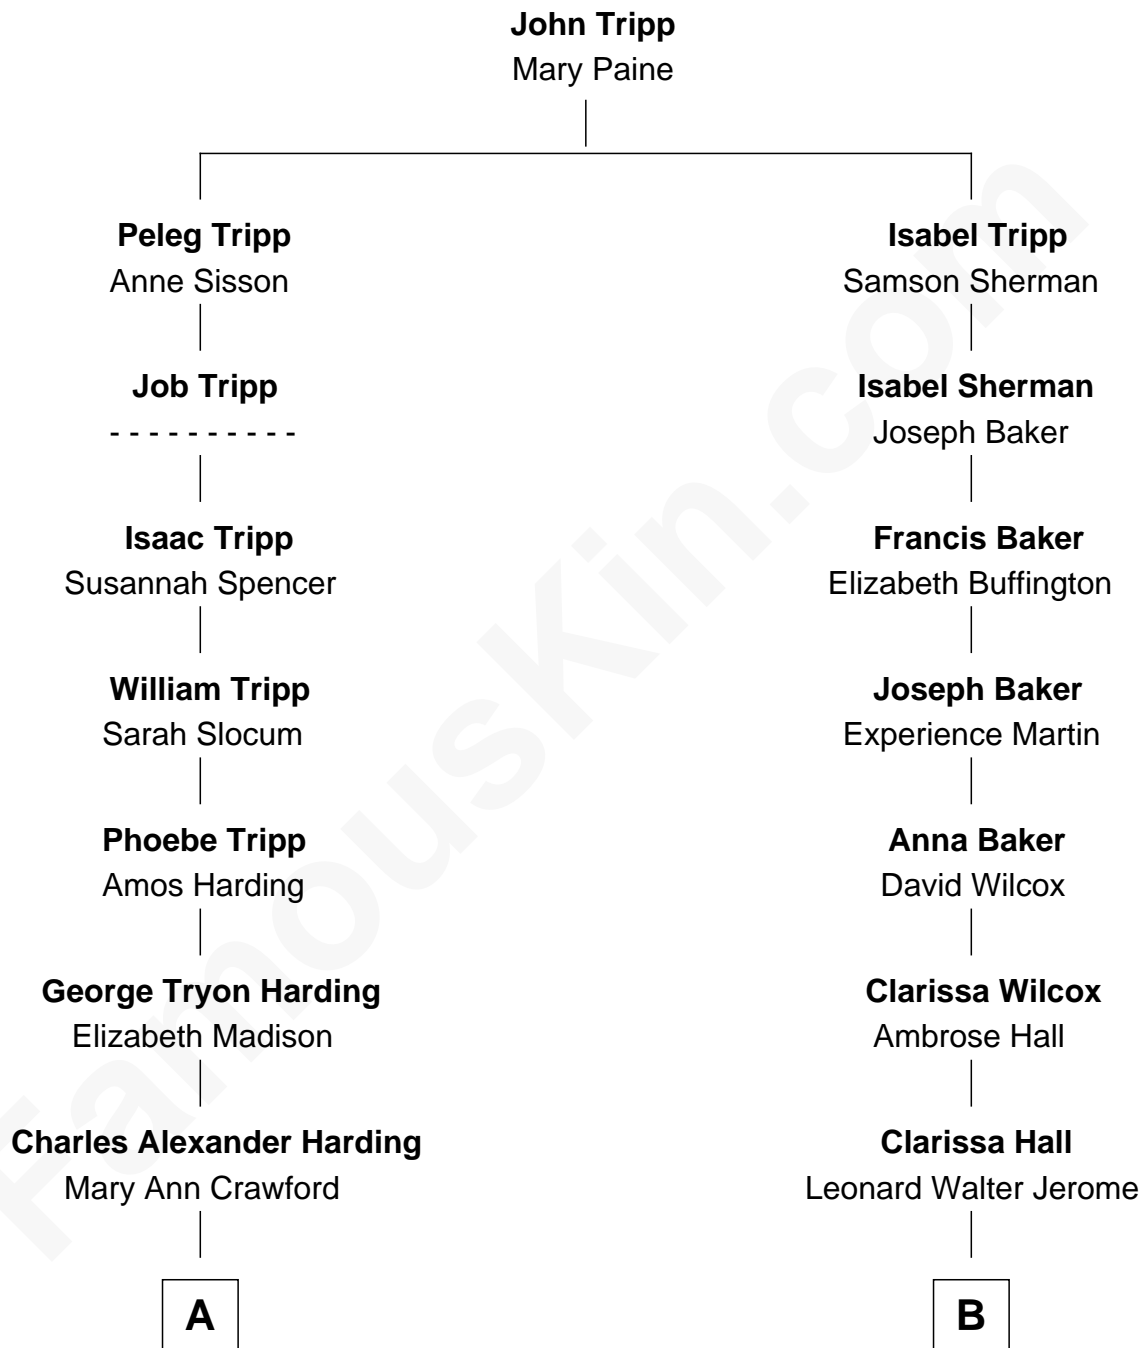 John Tripp
Mary Paine
Peleg Tripp
Anne Sisson
Isabel Tripp
Samson Sherman
Job Tripp
- - - - - - - - - -
Isabel Sherman
Joseph Baker
Isaac Tripp
Susannah Spencer
Francis Baker
Elizabeth Buffington
William Tripp
Sarah Slocum
Joseph Baker
Experience Martin
Phoebe Tripp
Amos Harding
Anna Baker
David Wilcox
George Tryon Harding
Elizabeth Madison
Clarissa Wilcox
Ambrose Hall
Charles Alexander Harding
Mary Ann Crawford
Clarissa Hall
Leonard Walter Jerome
A
B
FamousKin.com